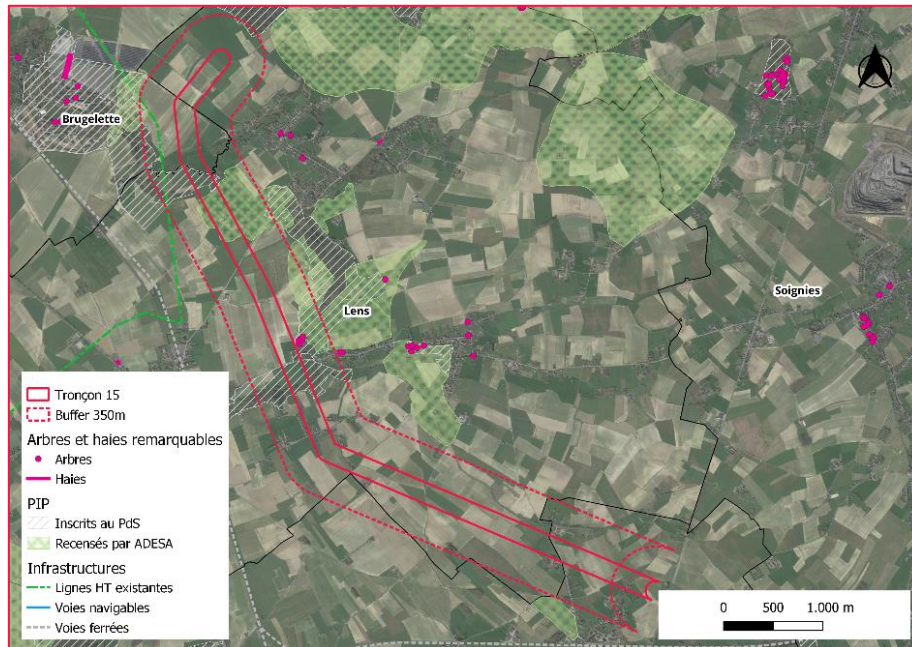 Brugelette
Lens
Soignies
Tronçon 15
Buffer 350m
Arbres et haies remarquables
Arbres
Haies
PIP
Inscrits au PdS
Recensés par ADESA
Infrastructures
Lignes HT existantes
Voies navigables
Voies ferrées
0 500 1.000 m